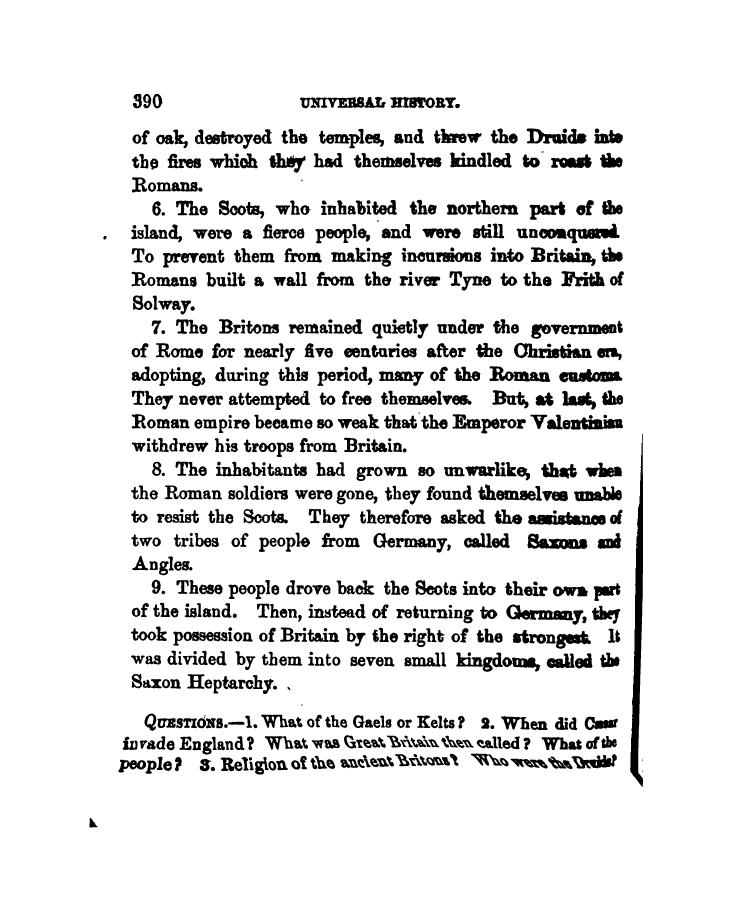 390 UNIVERSAL HISTORY.
of oak, destroyed the temples, and threw the Druids into
the fires which they had themselves kindled to roast the
Romans.
6. The Scots, who inhabited the northern part of the
island, were a fierce people, and were still unconquered.
To prevent them from making incursions into Britain, the
Romans built a wall from the river Tyne to the Frith of
Solway.
7. The Britons remained quietly under the government
of Rome for nearly five centuries after the Christian era,
adopting, during this period, many of the Roman customs.
They never attempted to free themselves. But, at last, the
Roman empire became so weak that the Emperor Valentinian
withdrew his troops from Britain.
8. The inhabitants had grown so unwarlike, that when
the Roman soldiers were gone, they found themselves unable
to resist the Scots. They therefore asked the assistance of
two tribes of people from Germany, called Saxons and
Angles.
9. These people drove back the Scots into their own part
of the island. Then, instead of returning to Germany, they
took possession of Britain by the right of the strongest. It
was divided by them into seven small kingdoms, called the
Saxon Heptarchy.
QUESTIONS.—1. What of the Gaels or Kelts? 2. When did Cæsar
invade England? What was Great Britain then called? What of the
people? 3. Religion of the ancient Britons? Who were the Druids?